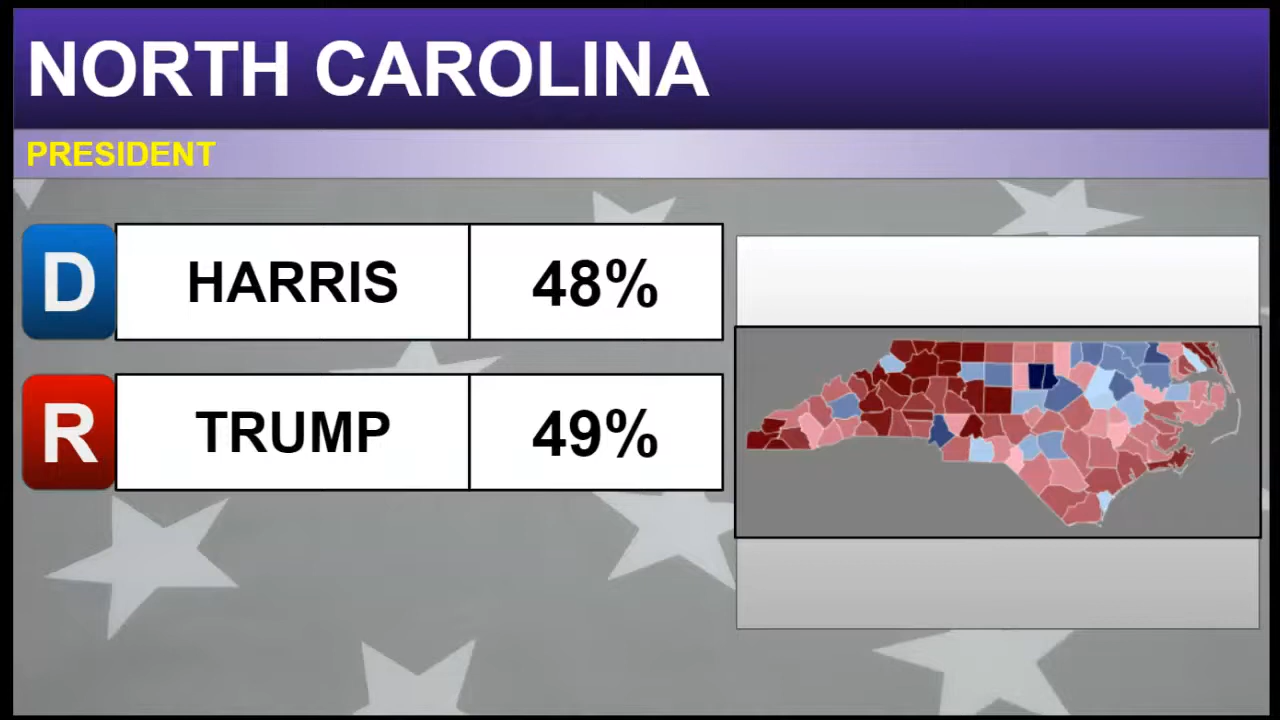 NORTH CAROLINA
PRESIDENT
D HARRIS 48%
R TRUMP 49%